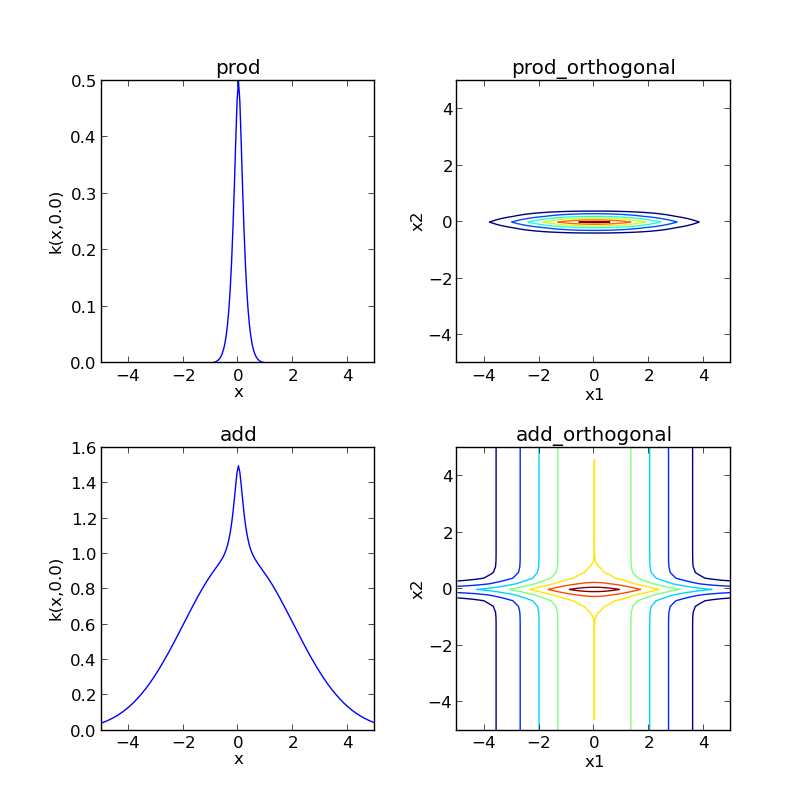 prod
0.5
0.4
0.3
0.2
0.1
0.0
k(x,0.0)
−4 −2 0 2 4
x
prod_orthogonal
4
2
0
−2
−4
x2
−4 −2 0 2 4
x1
add
1.6
1.4
1.2
1.0
0.8
0.6
0.4
0.2
0.0
k(x,0.0)
−4 −2 0 2 4
x
add_orthogonal
4
2
0
−2
−4
x2
−4 −2 0 2 4
x1